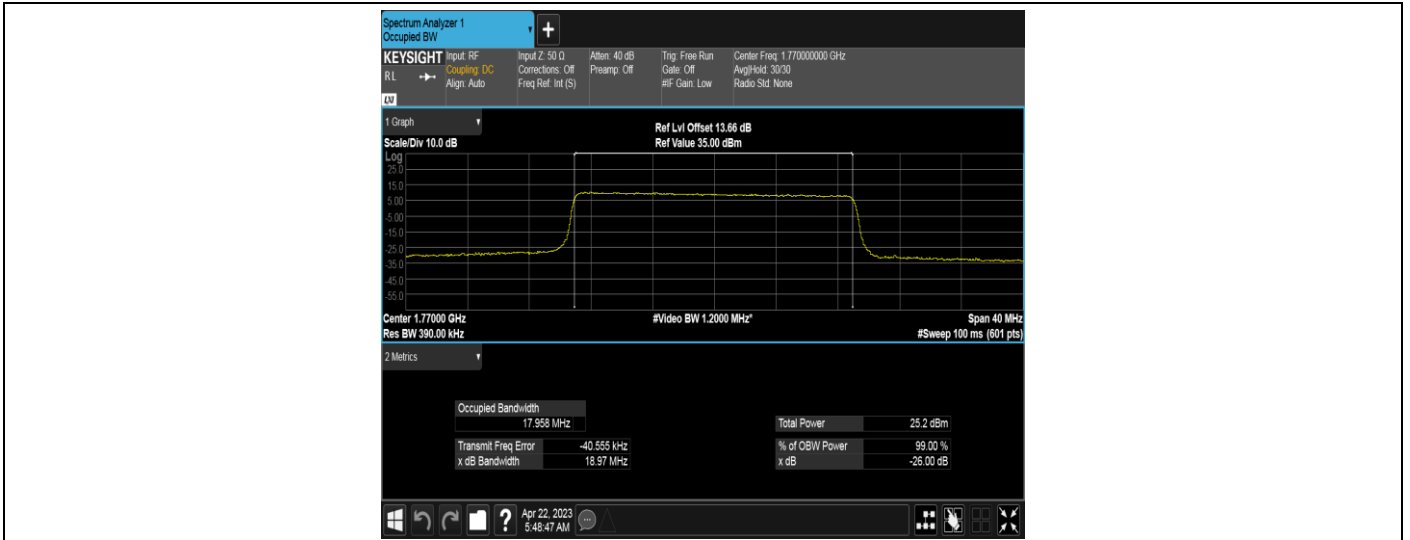 Spectrum Analyzer 1
Occupied BW
+
KEYSIGHT Input: RF Input Z: 50 Ω Atten: 40 dB Trig: Free Run Center Freq: 1.770000000 GHz
RL Coupling: DC Corrections: Off Preamp: Off Gate: Off Avg|Hold: 30/30
Align: Auto Freq Ref: Int (S) #IF Gain: Low Radio Std: None
LXI
1 Graph
Ref Lvl Offset 13.66 dB
Scale/Div 10.0 dB Ref Value 35.00 dBm
Log
25.0
15.0
5.00
-5.00
-15.0
-25.0
-35.0
-45.0
-55.0
Center 1.77000 GHz #Video BW 1.2000 MHz* Span 40 MHz
Res BW 390.00 kHz #Sweep 100 ms (601 pts)
2 Metrics
Occupied Bandwidth
17.958 MHz Total Power 25.2 dBm
Transmit Freq Error -40.555 kHz % of OBW Power 99.00 %
x dB Bandwidth 18.97 MHz x dB -26.00 dB
? Apr 22, 2023
5:48:47 AM